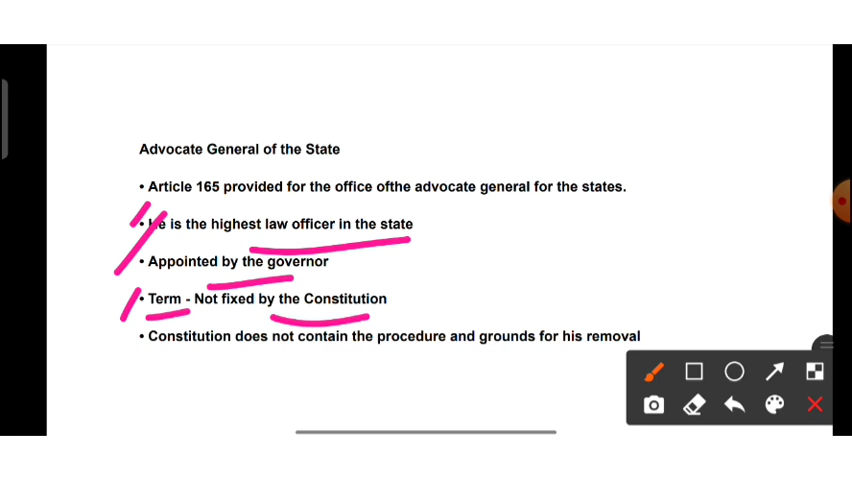 Advocate General of the State
• Article 165 provided for the office ofthe advocate general for the states.
• He is the highest law officer in the state
• Appointed by the governor
• Term - Not fixed by the Constitution
• Constitution does not contain the procedure and grounds for his removal